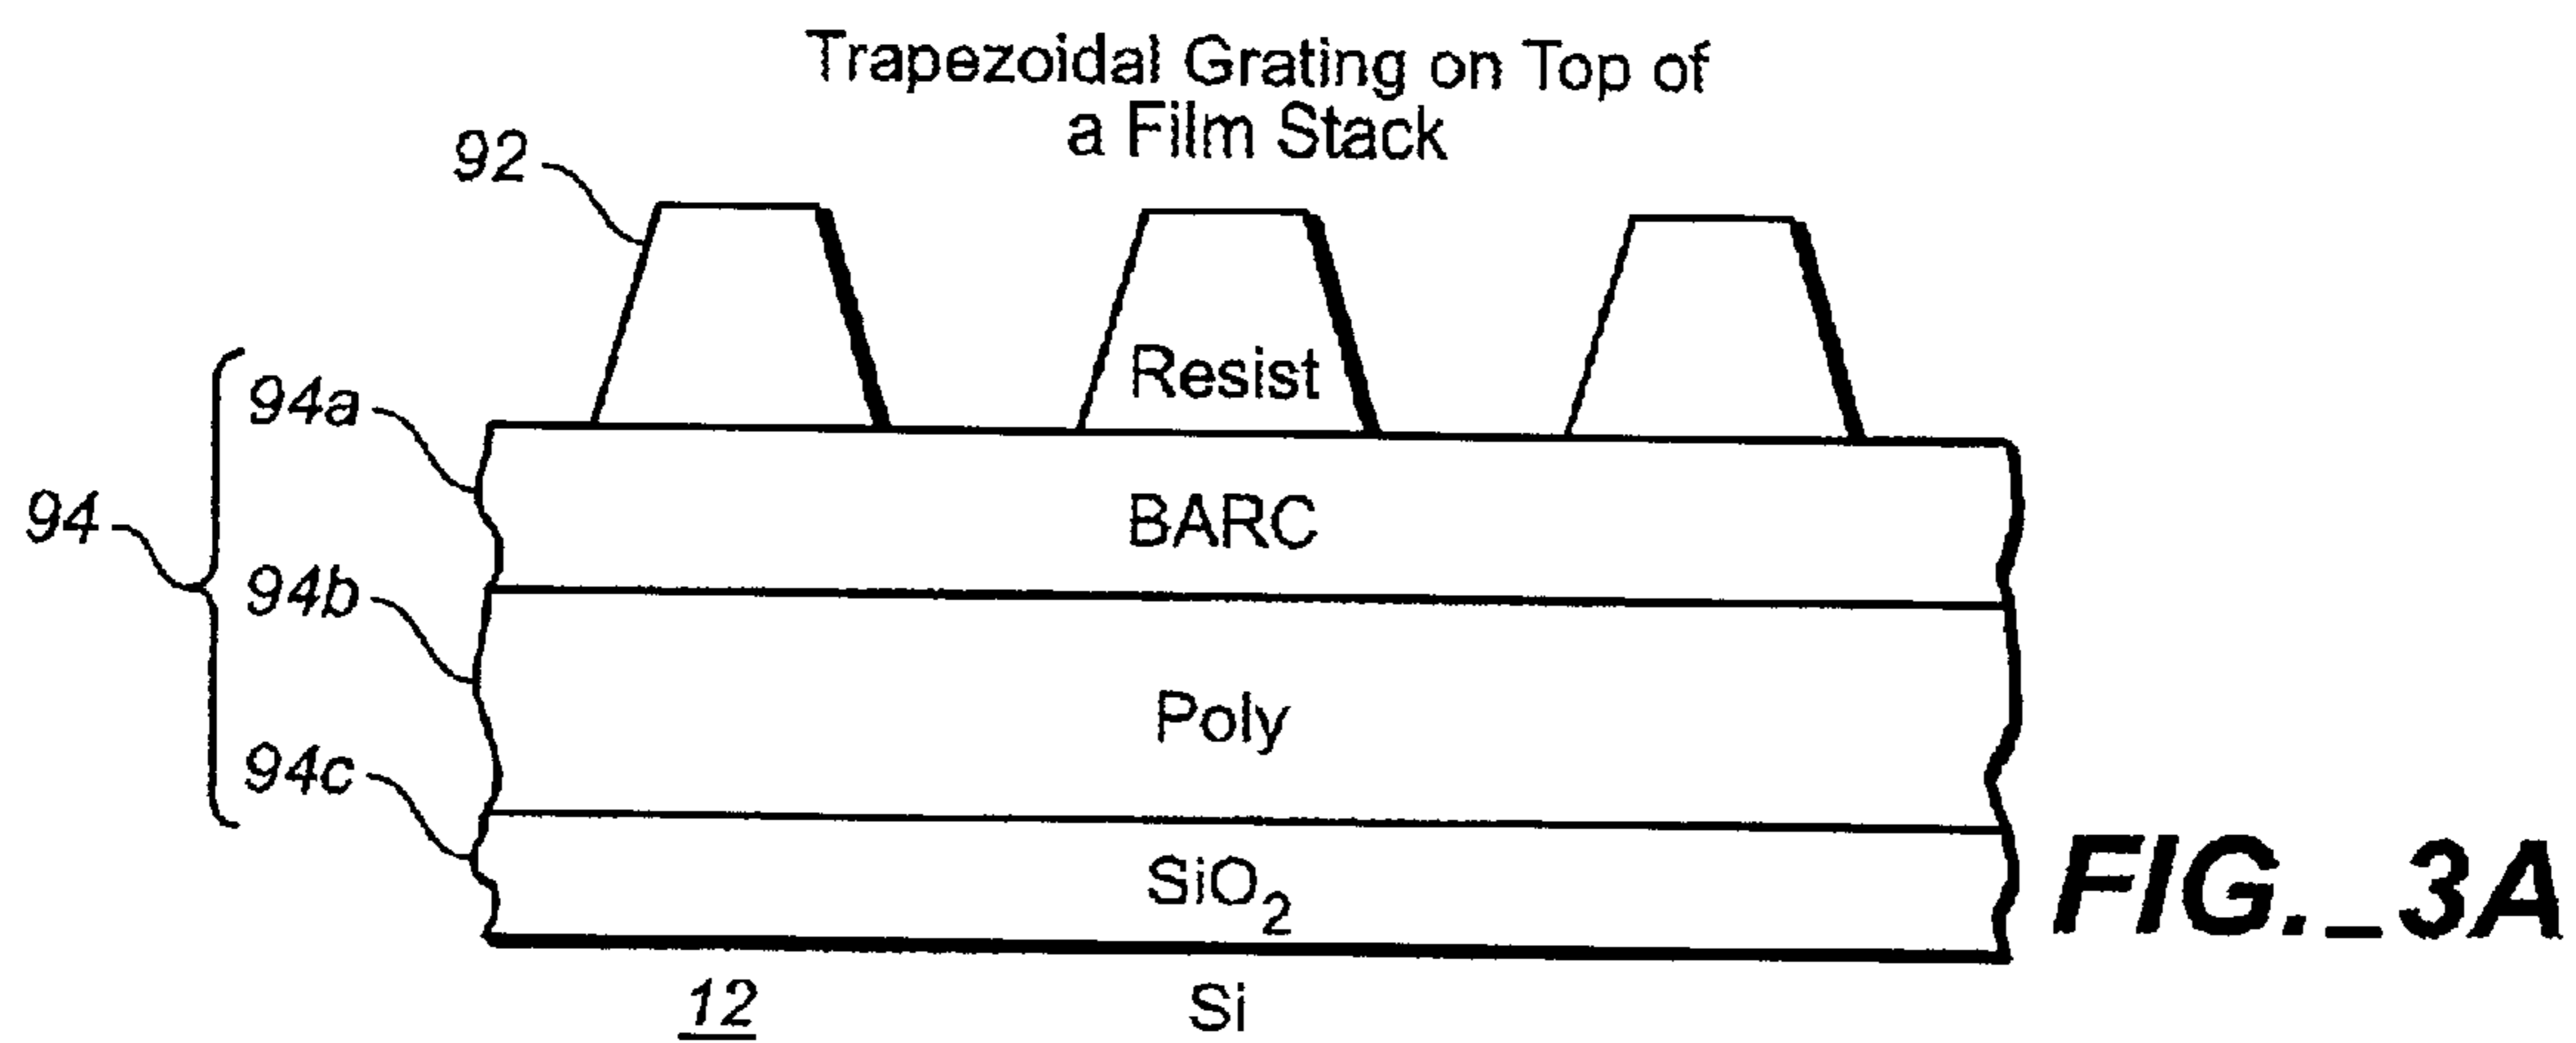 Trapezoidal Grating on Top of
a Film Stack
92
94a
Resist
94
BARC
94b
Poly
94c
SiO₂
FIG._3A
12
Si